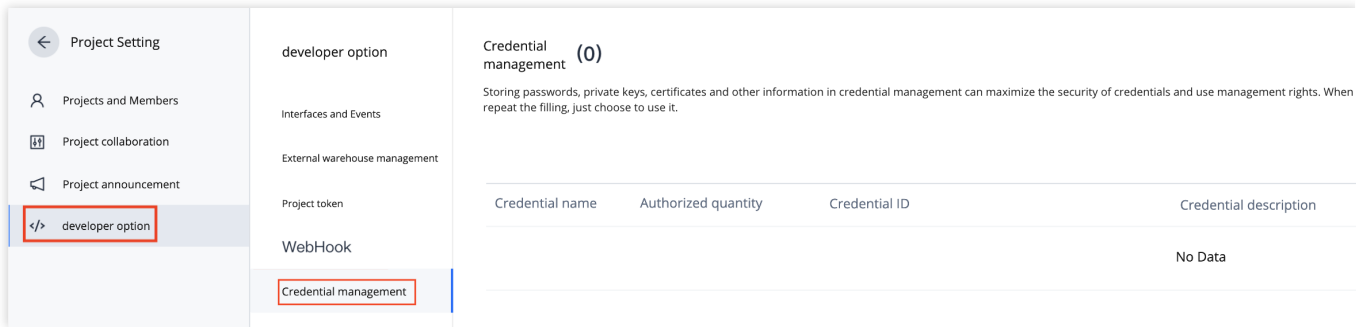 Project Setting
Projects and Members
Project collaboration
Project announcement
</> developer option
developer option
Interfaces and Events
External warehouse management
Project token
WebHook
Credential management
Credential
management (0)
Storing passwords, private keys, certificates and other information in credential management can maximize the security of credentials and use management rights. When
repeat the filling, just choose to use it.
Credential name Authorized quantity Credential ID Credential description
No Data